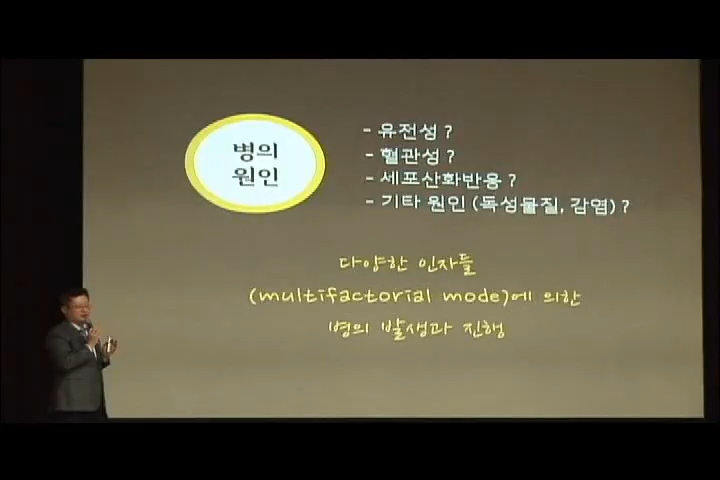 병의
원인
- 유전성 ?
- 혈관성 ?
- 세포산화반응 ?
- 기타 원인 (독성물질, 감염) ?
다양한 인자들
(multifactorial mode)에 의한
병의 발생과 진행